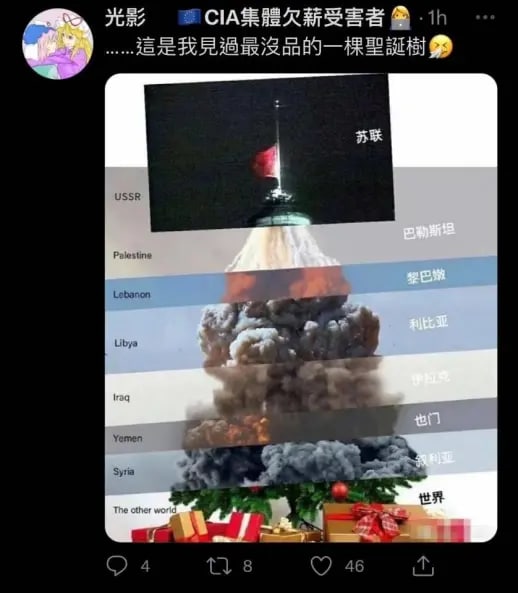 光影 🇪🇺CIA集體欠薪受害者👩‍💻 · 1h
……這是我見過最沒品的一棵聖誕樹🤧
苏联
USSR
巴勒斯坦
Palestine
黎巴嫩
Lebanon
利比亚
Libya
伊拉克
Iraq
也门
Yemen
叙利亚
Syria
世界
The other world
4
8
46